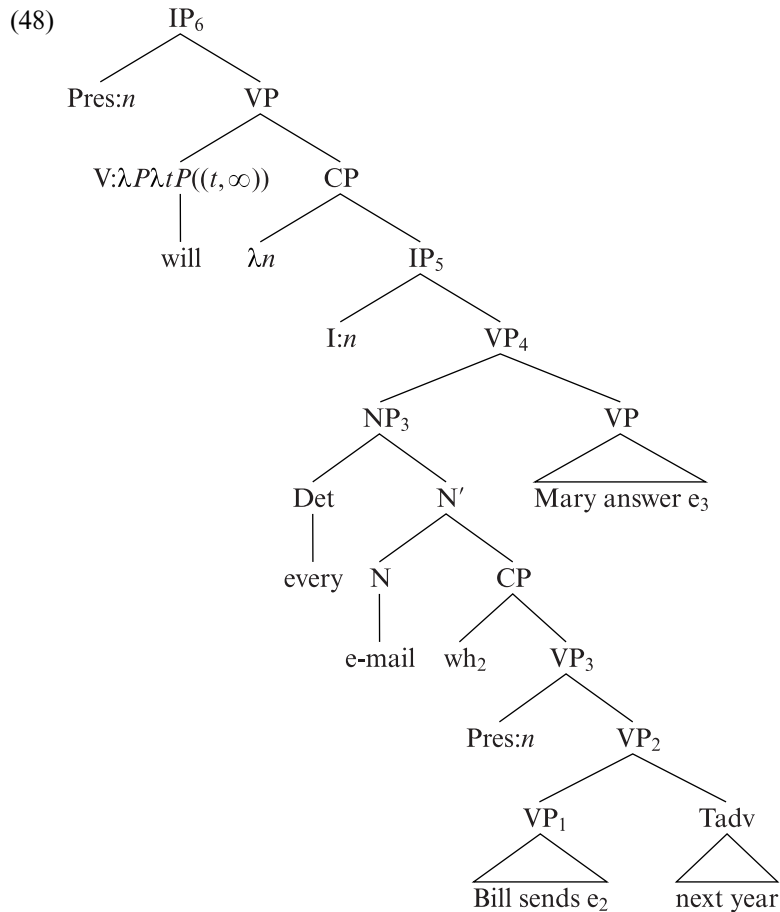 (48) IP₆
Pres:n VP
V:λPλtP((t, ∞)) CP
will λn IP₅
I:n VP₄
NP₃ VP
Det N′ Mary answer e₃
every N CP
e-mail wh₂ VP₃
Pres:n VP₂
VP₁ Tadv
Bill sends e₂ next year